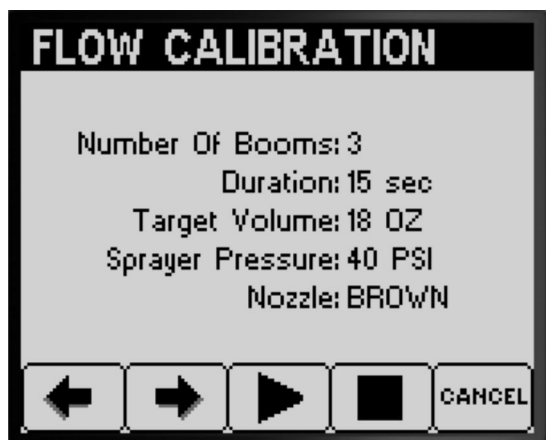 FLOW CALIBRATION
Number Of Booms: 3
Duration: 15 sec
Target Volume: 18 OZ
Sprayer Pressure: 40 PSI
Nozzle: BROWN
CANCEL